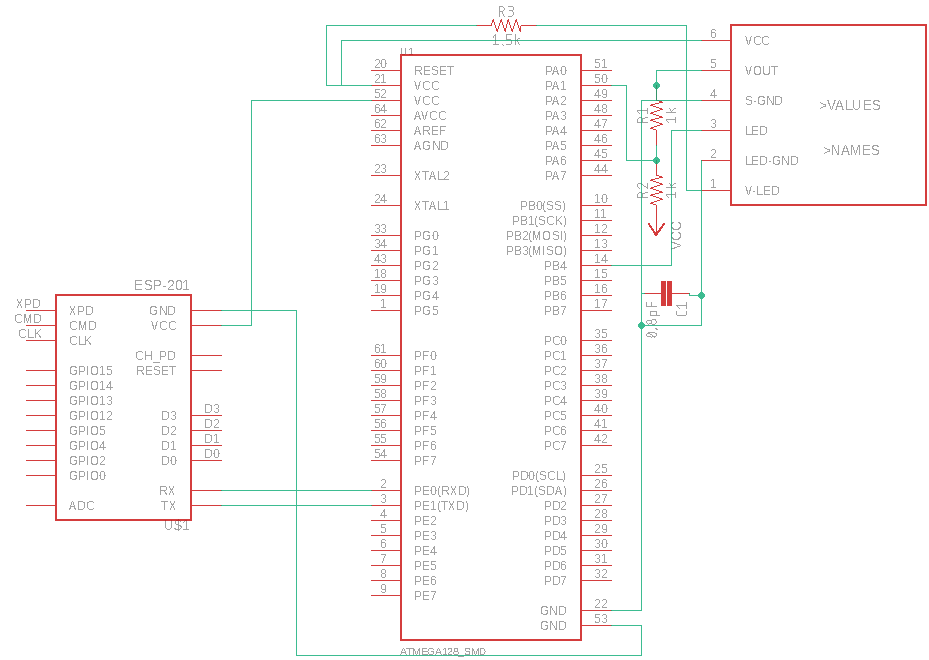 R3
1,5k
U1
20 RESET PA0 51
21 VCC PA1 50
52 VCC PA2 49
64 AVCC PA3 48
62 AREF PA4 47
63 AGND PA5 46
PA6 45
23 XTAL2 PA7 44
24 XTAL1 PB0(SS) 10
PB1(SCK) 11
33 PG0 PB2(MOSI) 12
34 PG1 PB3(MISO) 13
43 PG2 PB4 14
18 PG3 PB5 15
19 PG4 PB6 16
1 PG5 PB7 17
PC0 35
61 PF0 PC1 36
60 PF1 PC2 37
59 PF2 PC3 38
58 PF3 PC4 39
57 PF4 PC5 40
56 PF5 PC6 41
55 PF6 PC7 42
54 PF7
PD0(SCL) 25
2 PE0(RXD) PD1(SDA) 26
3 PE1(TXD) PD2 27
4 PE2 PD3 28
5 PE3 PD4 29
6 PE4 PD5 30
7 PE5 PD6 31
8 PE6 PD7 32
9 PE7
GND 22
GND 53
ATMEGA128_SMD
6 VCC
5 VOUT
4 S-GND
3 LED
2 LED-GND
1 V-LED
>VALUES
>NAMES
R1
1k
R2
1k
VCC
0,8pF
C1
ESP-201
XPD XPD GND
CMD CMD VCC
CLK CLK
CH_PD
GPIO15 RESET
GPIO14
GPIO13
GPIO12 D3 D3
GPIO5 D2 D2
GPIO4 D1 D1
GPIO2 D0 D0
GPIO0
RX
ADC TX
U$1